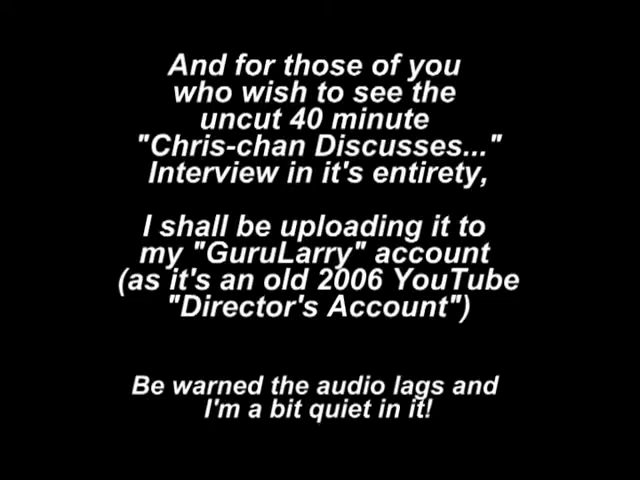 And for those of you
who wish to see the
uncut 40 minute
"Chris-chan Discusses..."
Interview in it's entirety,
I shall be uploading it to
my "GuruLarry" account
(as it's an old 2006 YouTube
"Director's Account")
Be warned the audio lags and
I'm a bit quiet in it!